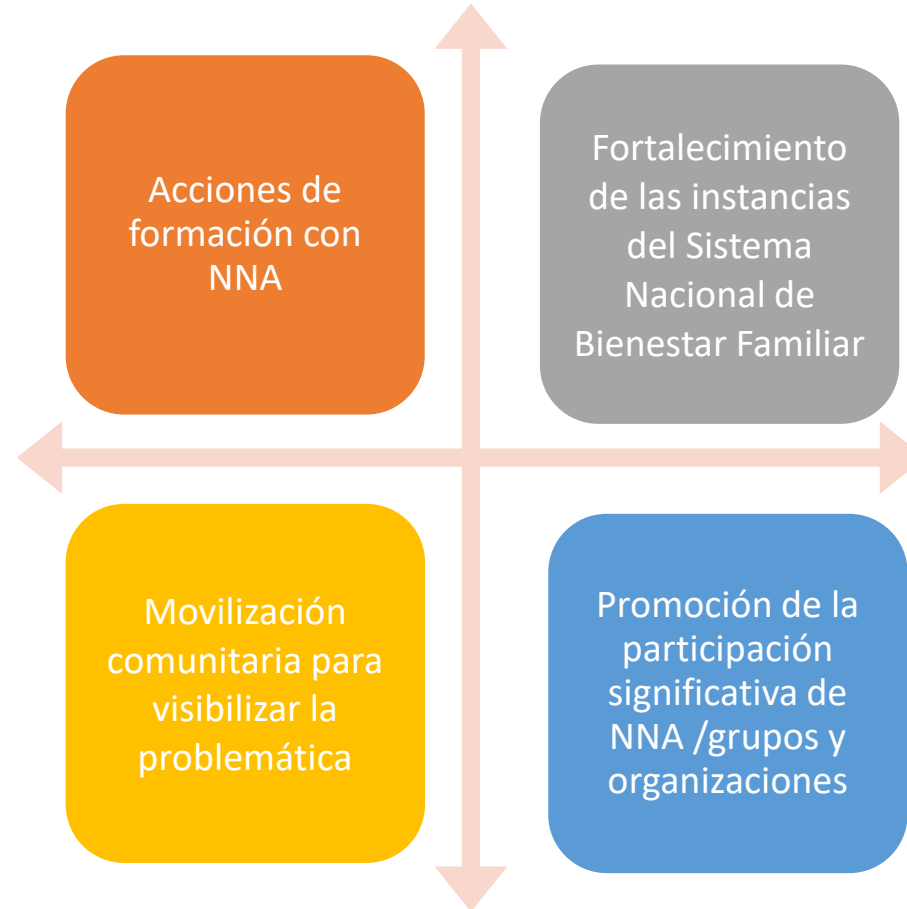 Acciones de
formación con
NNA
Fortalecimiento
de las instancias
del Sistema
Nacional de
Bienestar Familiar
Movilización
comunitaria para
visibilizar la
problemática
Promoción de la
participación
significativa de
NNA /grupos y
organizaciones